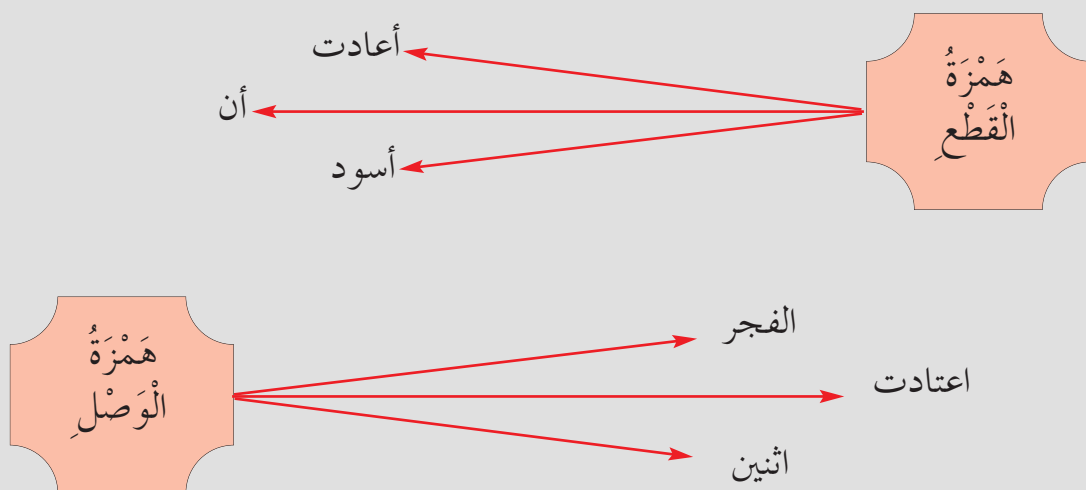 هَمْزَةُ
الْقَطْعِ
أعادت
أن
أسود
الفجر
اعتادت
اثنين
هَمْزَةُ
الْوَصْلِ